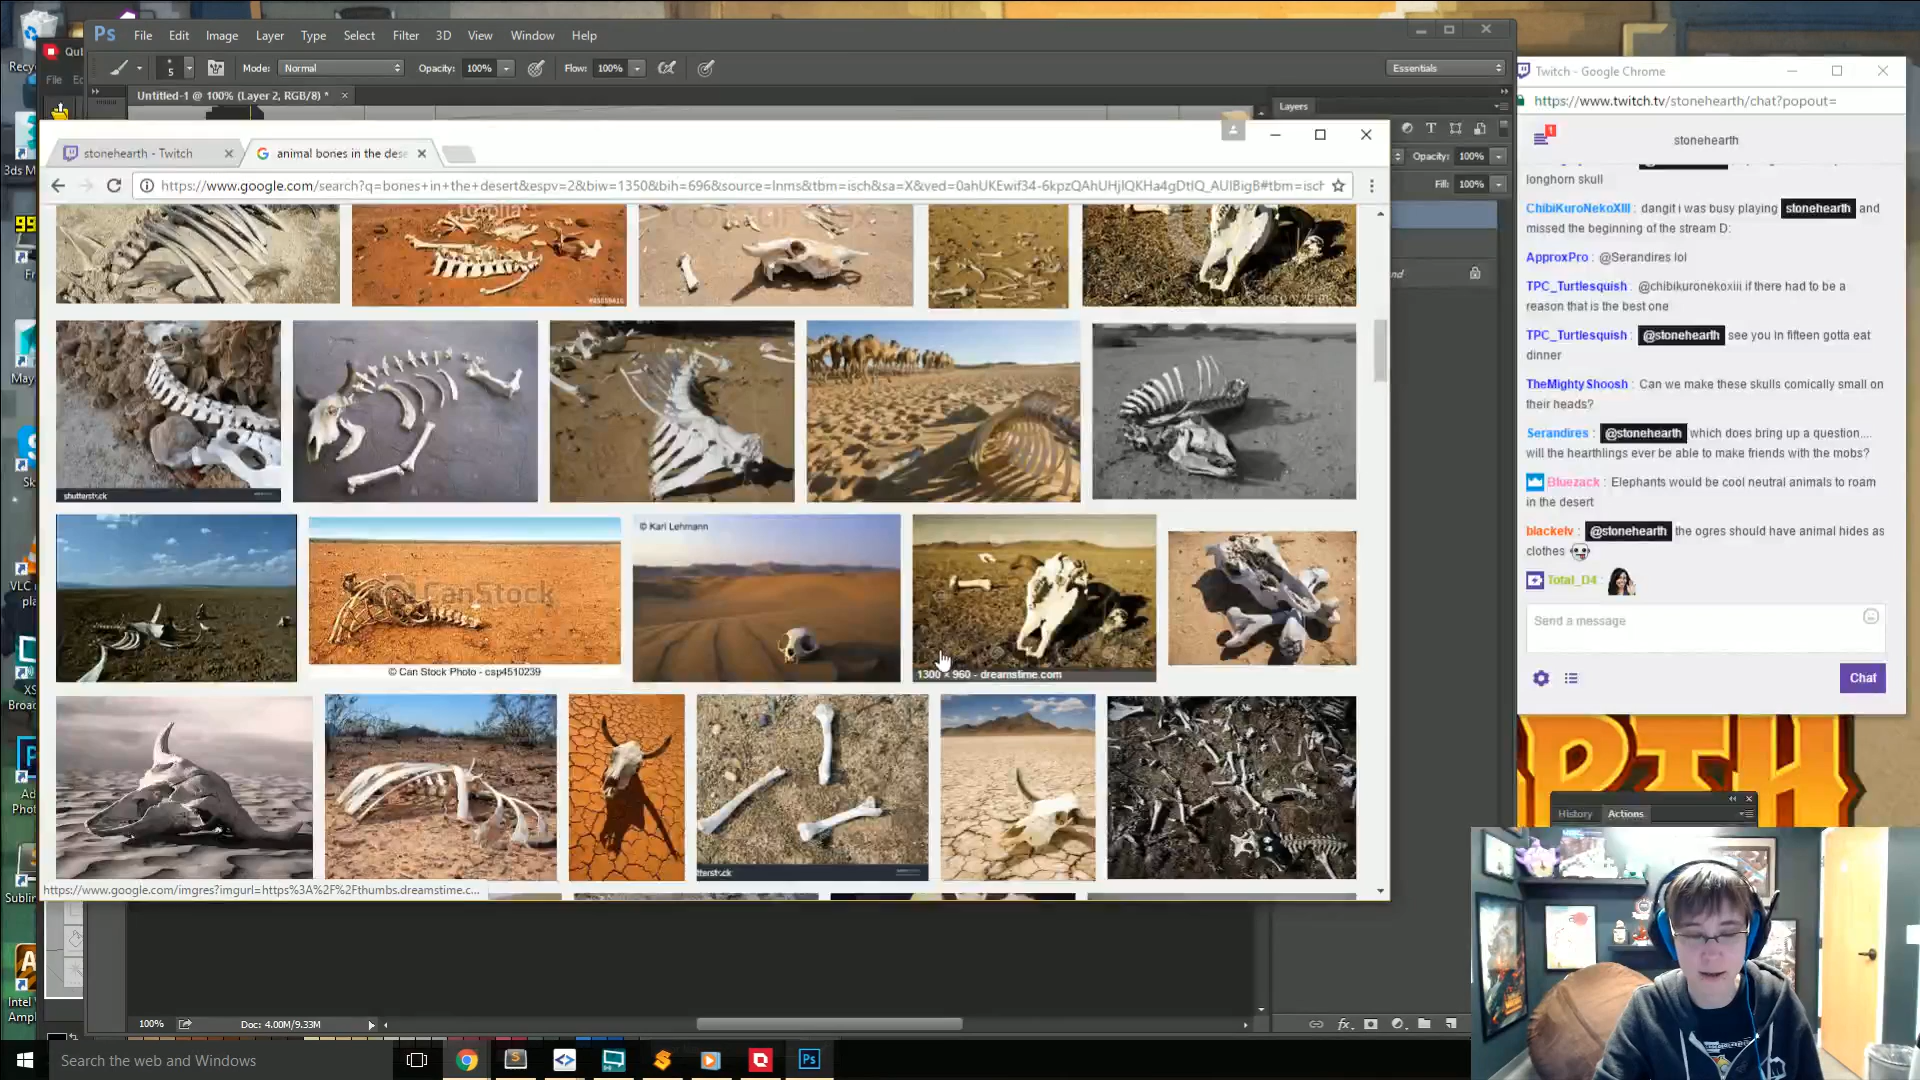 Ps File Edit Image Layer Type Select Filter 3D View Window Help
5 Mode: Normal Opacity: 100% Flow: 100% Essentials
Untitled-1 @ 100% (Layer 2, RGB/8) * ×
Layers
Opacity: 100%
Fill: 100%
stonehearth - Twitch
animal bones in the dese
https://www.google.com/search?q=bones+in+the+desert&espv=2&biw=1350&bih=696&source=lnms&tbm=isch&sa=X&ved=0ahUKEwif34-6kpzQAhUHjlQKHa4gDtIQ_AUIBigB#tbm=isch
shutterstock
© Karl Lehmann
CanStock
© Can Stock Photo - csp4510239
1300 × 960 - dreamstime.com
https://www.google.com/imgres?imgurl=https%3A%2F%2Fthumbs.dreamstime.c...
100% Doc: 4.00M/9.33M
Twitch - Google Chrome
https://www.twitch.tv/stonehearth/chat?popout=
1
stonehearth
longhorn skull
ChibiKuroNekoXIII : dangit i was busy playing stonehearth and
missed the beginning of the stream D:
ApproxPro : @Serandires lol
TPC_Turtlesquish : @chibikuronekoxiii if there had to be a
reason that is the best one
TPC_Turtlesquish : @stonehearth see you in fifteen gotta eat
dinner
TheMightyShoosh : Can we make these skulls comically small on
their heads?
Serandires : @stonehearth which does bring up a question....
will the hearthlings ever be able to make friends with the mobs?
Bluezack : Elephants would be cool neutral animals to roam
in the desert
blackelv : @stonehearth the ogres should have animal hides as
clothes
Total_D4 :
Send a message
Chat
History Actions
Search the web and Windows
Ps